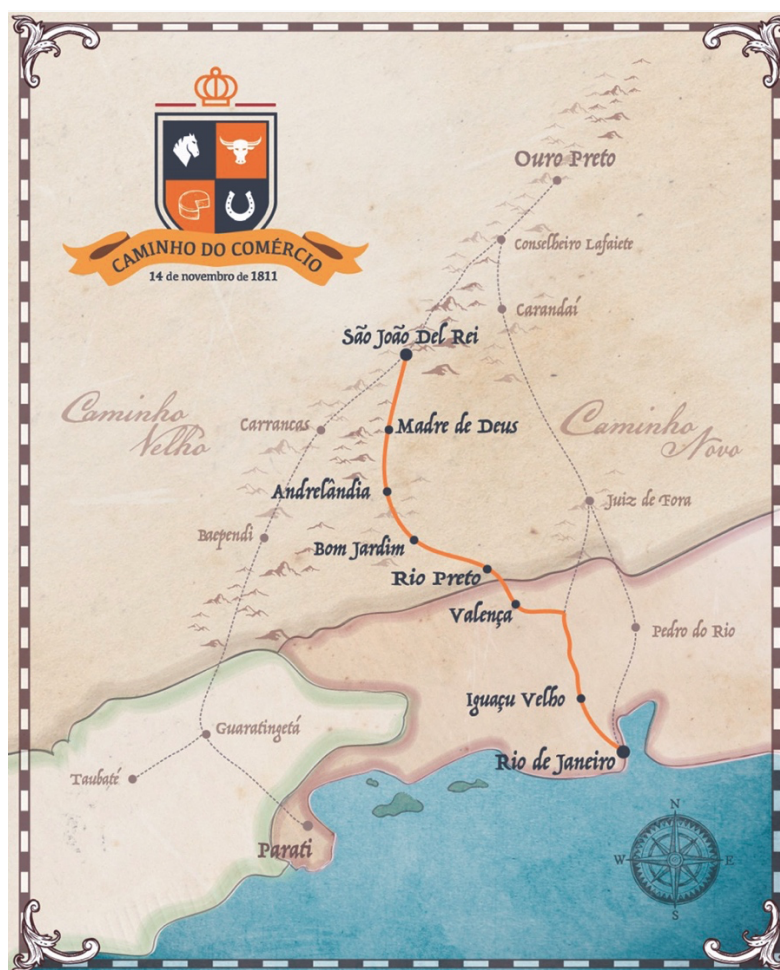 CAMINHO DO COMÉRCIO
14 de novembro de 1811
Ouro Preto
Conselheiro Lafaiete
Carandaí
São João Del Rei
Caminho
Velho
Carrancas
Madre de Deus
Caminho
Novo
Andrelândia
Juiz de Fora
Baependi
Bom Jardim
Rio Preto
Valença
Pedro do Rio
Iguaçu Velho
Guaratingetá
Rio de Janeiro
Taubaté
Parati
N
W
E
S